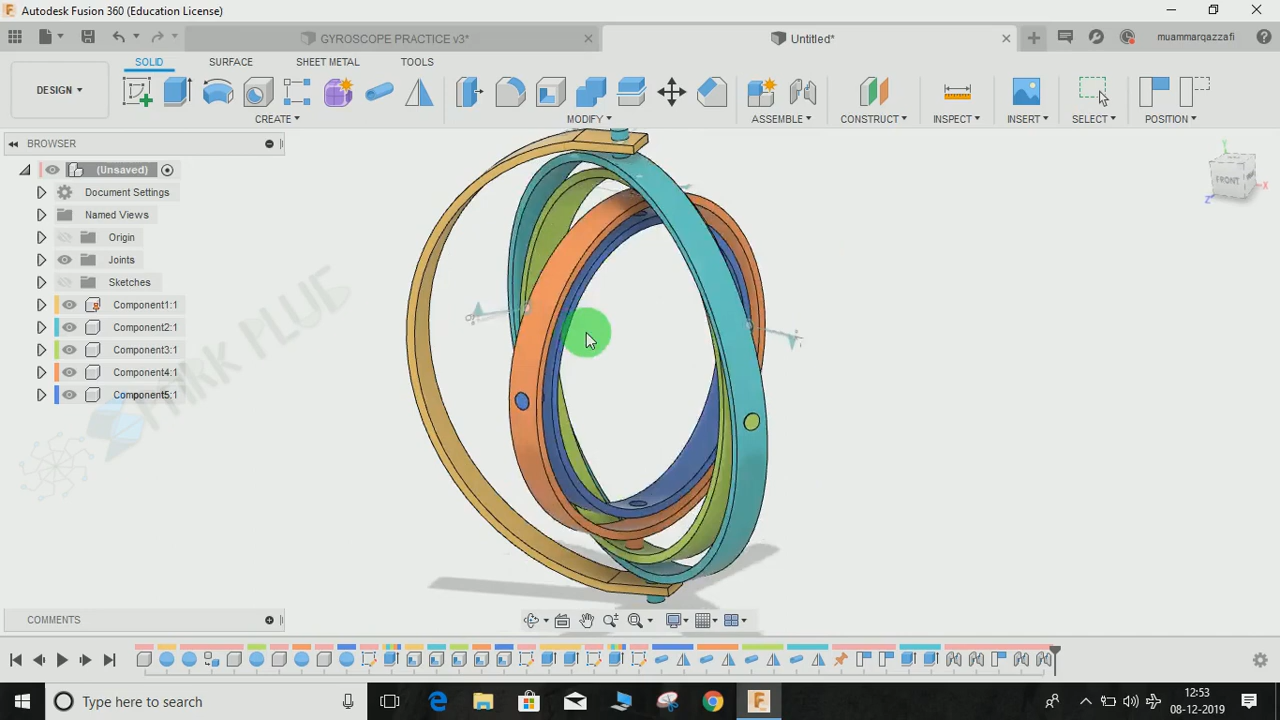 Autodesk Fusion 360 (Education License)
GYROSCOPE PRACTICE v3*
Untitled*
muammarqazzafi
SOLID
SURFACE
SHEET METAL
TOOLS
DESIGN
CREATE
MODIFY
ASSEMBLE
CONSTRUCT
INSPECT
INSERT
SELECT
POSITION
BROWSER
(Unsaved)
Document Settings
Named Views
Origin
Joints
Sketches
Component1:1
Component2:1
Component3:1
Component4:1
Component5:1
FRONT
X
Y
Z
COMMENTS
Type here to search
12:53
08-12-2019